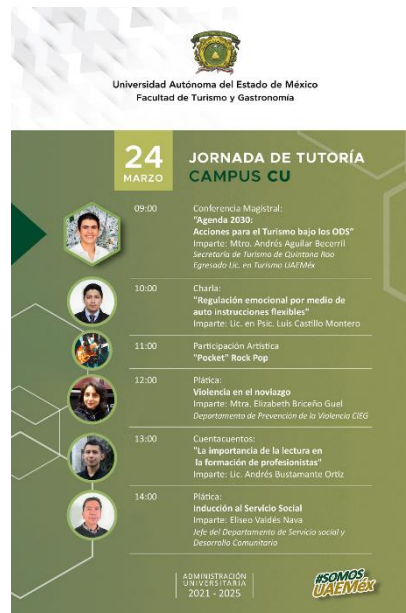 Universidad Autónoma del Estado de México
Facultad de Turismo y Gastronomía
24
MARZO
JORNADA DE TUTORÍA
CAMPUS CU
09:00
Conferencia Magistral:
"Agenda 2030:
Acciones para el Turismo bajo los ODS"
Imparte: Mtro. Andrés Aguilar Becerril
Secretaría de Turismo de Quintana Roo
Egresado Lic. en Turismo UAEMéx
10:00
Charla:
"Regulación emocional por medio de
auto instrucciones flexibles"
Imparte: Lic. en Psic. Luis Castillo Montero
11:00
Participación Artística
"Pocket" Rock Pop
12:00
Plática:
Violencia en el noviazgo
Imparte: Mtra. Elizabeth Briceño Guel
Departamento de Prevención de la Violencia CIEG
13:00
Cuentacuentos:
"La importancia de la lectura en
la formación de profesionistas"
Imparte: Lic. Andrés Bustamante Ortiz
14:00
Plática:
Inducción al Servicio Social
Imparte: Eliseo Valdés Nava
Jefe del Departamento de Servicio social y
Desarrollo Comunitario
ADMINISTRACIÓN
UNIVERSITARIA
2021 - 2025
#SOMOS
UAEMéx